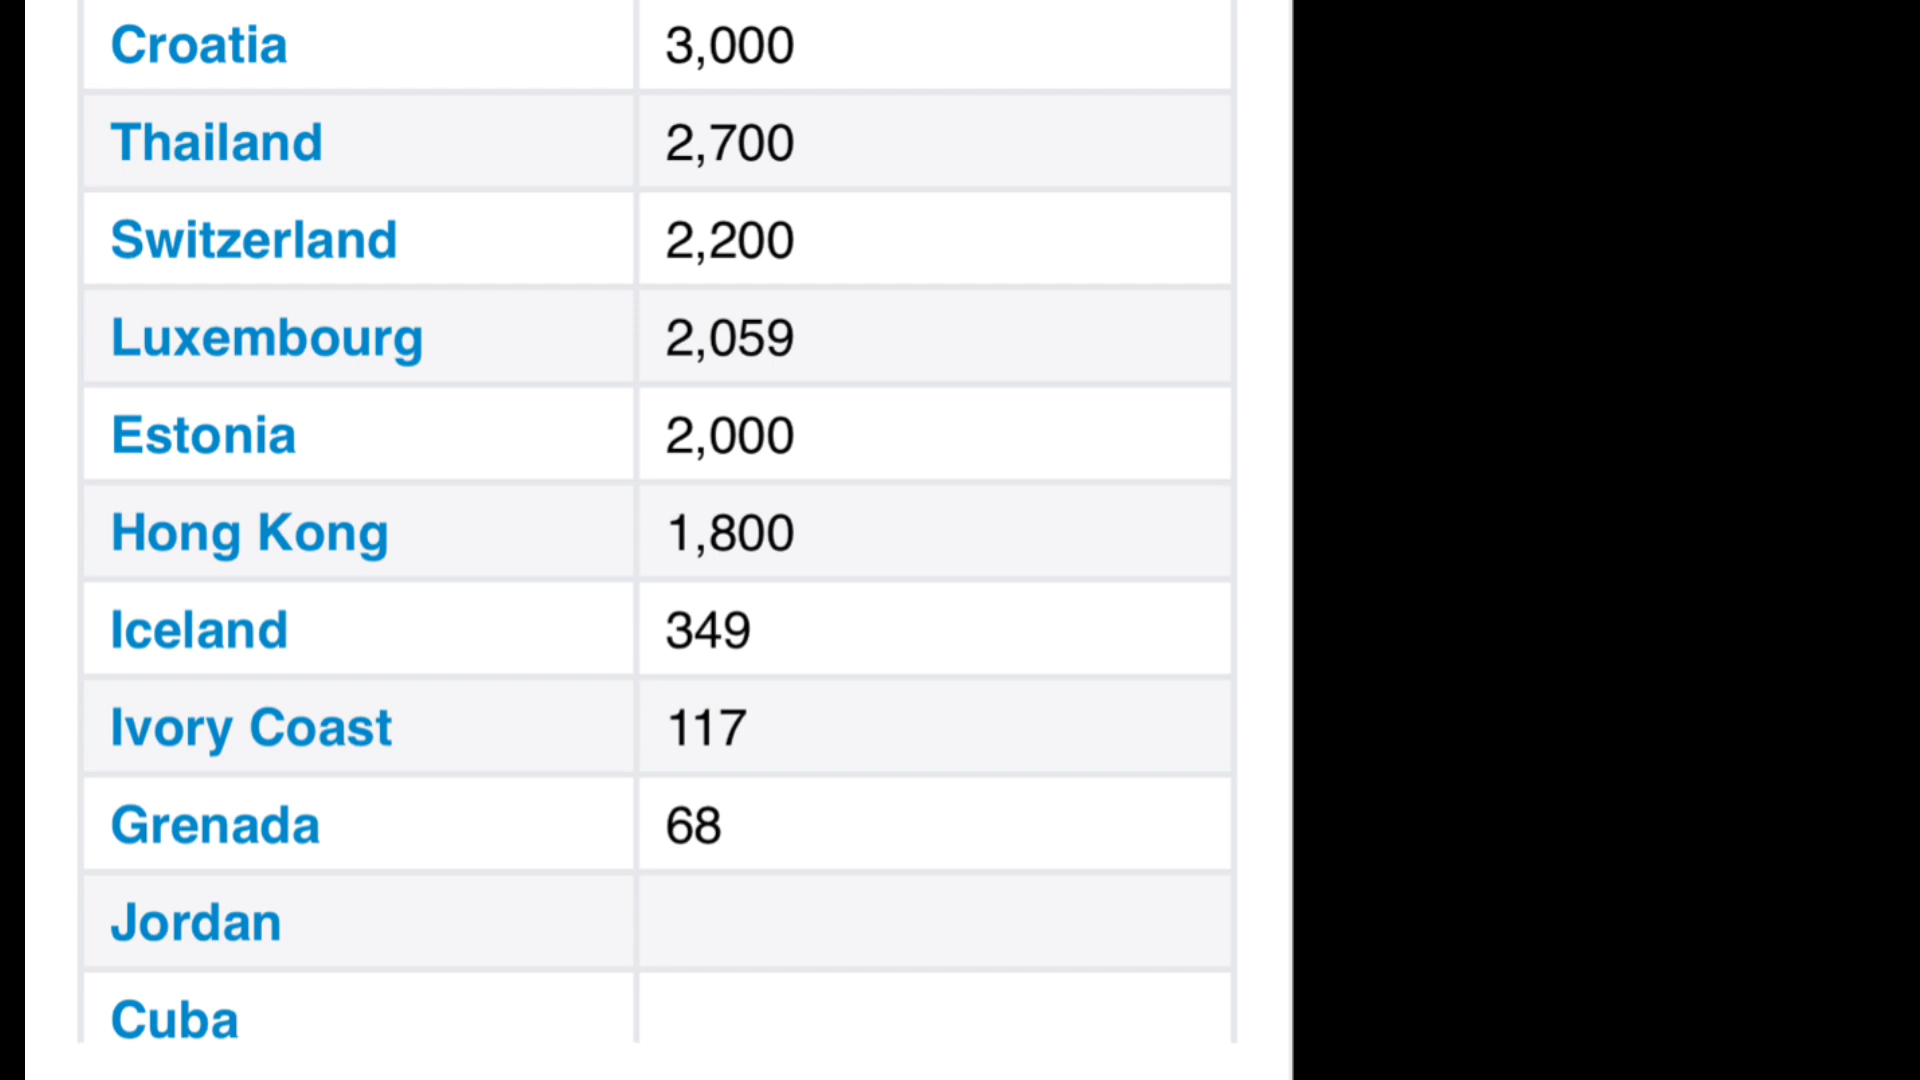 Croatia 3,000
Thailand 2,700
Switzerland 2,200
Luxembourg 2,059
Estonia 2,000
Hong Kong 1,800
Iceland 349
Ivory Coast 117
Grenada 68
Jordan
Cuba